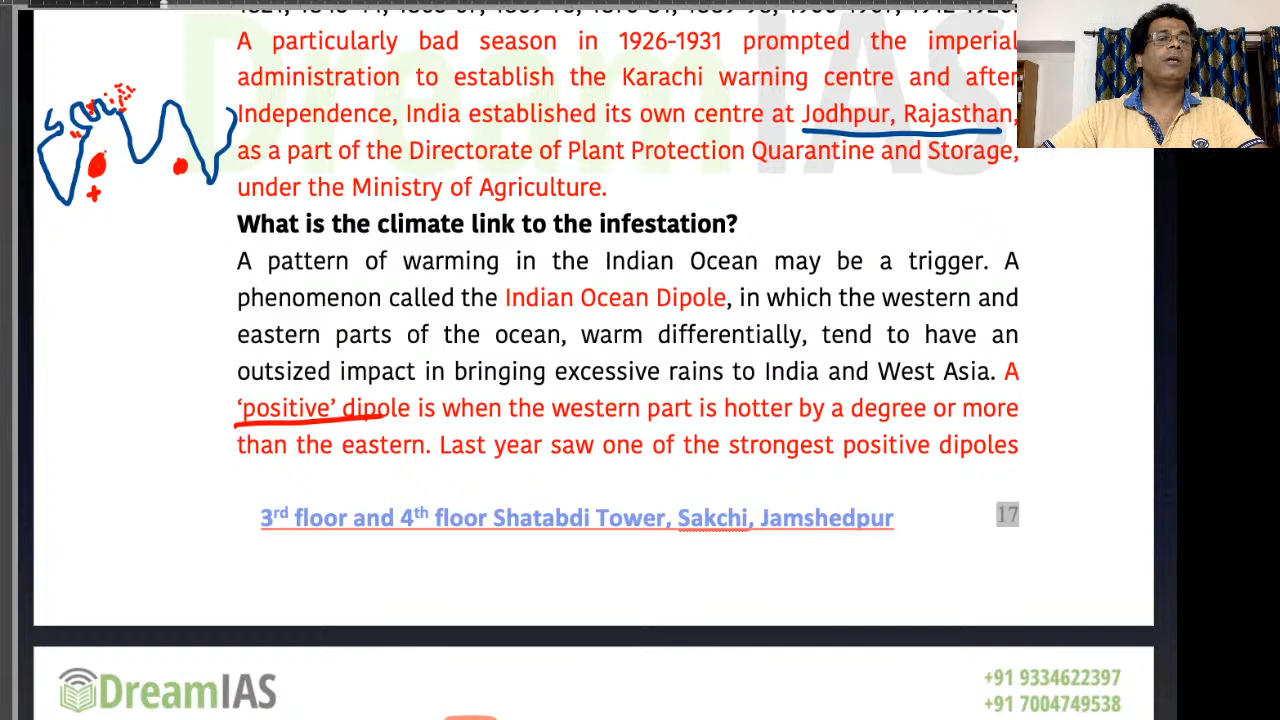 A particularly bad season in 1926-1931 prompted the imperial
administration to establish the Karachi warning centre and after
Independence, India established its own centre at Jodhpur, Rajasthan,
as a part of the Directorate of Plant Protection Quarantine and Storage,
under the Ministry of Agriculture.
What is the climate link to the infestation?
A pattern of warming in the Indian Ocean may be a trigger. A
phenomenon called the Indian Ocean Dipole, in which the western and
eastern parts of the ocean, warm differentially, tend to have an
outsized impact in bringing excessive rains to India and West Asia. A
‘positive’ dipole is when the western part is hotter by a degree or more
than the eastern. Last year saw one of the strongest positive dipoles
3rd floor and 4th floor Shatabdi Tower, Sakchi, Jamshedpur
17
DreamIAS
+91 9334622397
+91 7004749538